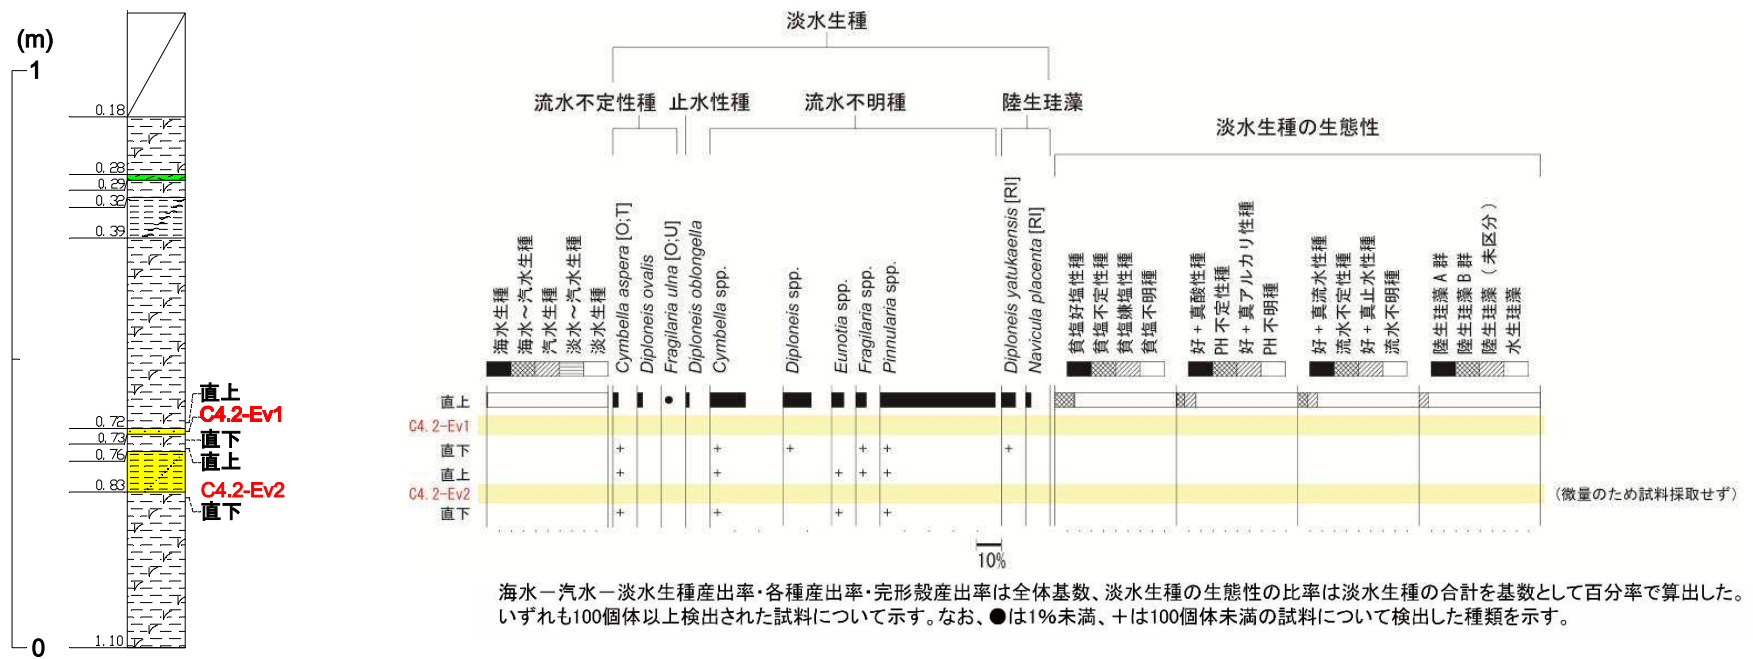 (m)
1
0.18
0.28
0.29
0.32
0.39
0.72
0.73
0.76
0.83
1.10
0
直上
C4.2-Ev1
直下
直上
C4.2-Ev2
直下
淡水生種
流水不定性種 止水性種 流水不明種 陸生珪藻
淡水生種の生態性
海水生種
海水~汽水生種
汽水生種
淡水~汽水生種
淡水生種
Cymbella aspera [O;T]
Diploneis ovalis
Fragilaria ulna [O;U]
Diploneis oblongella
Cymbella spp.
Diploneis spp.
Eunotia spp.
Fragilaria spp.
Pinnularia spp.
Diploneis yatukaensis [RI]
Navicula placenta [RI]
貧塩好塩性種
貧塩不定性種
貧塩嫌塩性種
貧塩不明種
好+真酸性種
PH不定性種
好+真アルカリ性種
PH不明種
好+真流水性種
流水不定性種
好+真止水性種
流水不明種
陸生珪藻A群
陸生珪藻B群
陸生珪藻(未区分)
水生珪藻
直上 ●
C4.2-Ev1
直下 + + + + + +
直上 + + + + +
C4.2-Ev2 (微量のため試料採取せず)
直下 + + + +
10%
海水-汽水-淡水生種産出率・各種産出率・完形殻産出率は全体基数、淡水生種の生態性の比率は淡水生種の合計を基数として百分率で算出した。
いずれも100個体以上検出された試料について示す。なお、●は1%未満、+は100個体未満の試料について検出した種類を示す。